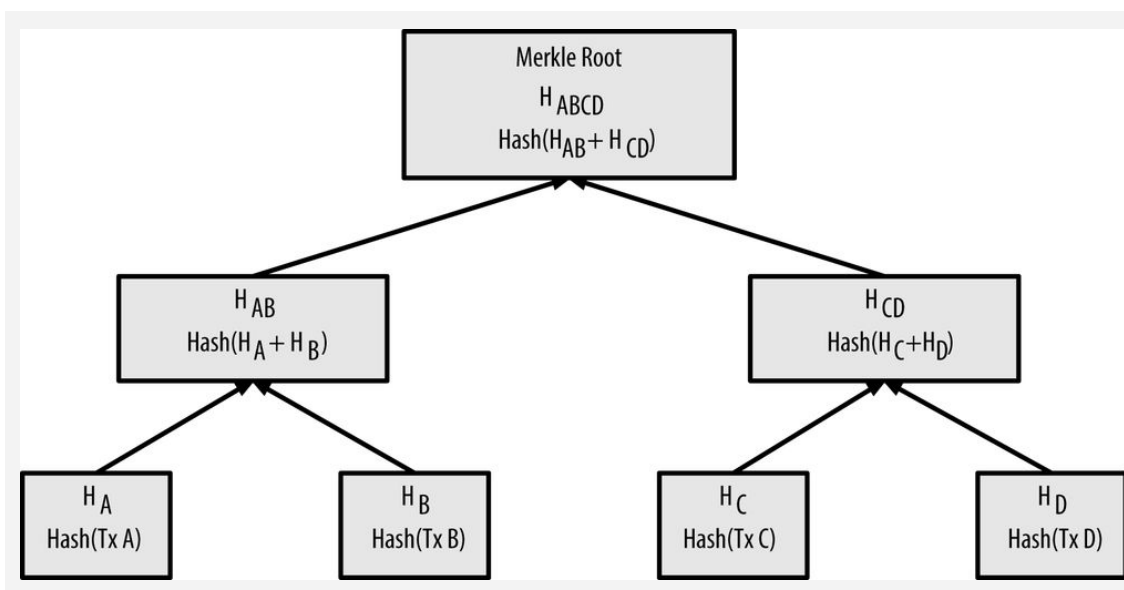 Merkle Root
H ABCD
Hash(H AB + H CD)
H AB
Hash(H A + H B)
H CD
Hash(H C+H D)
H A
Hash(Tx A)
H B
Hash(Tx B)
H C
Hash(Tx C)
H D
Hash(Tx D)